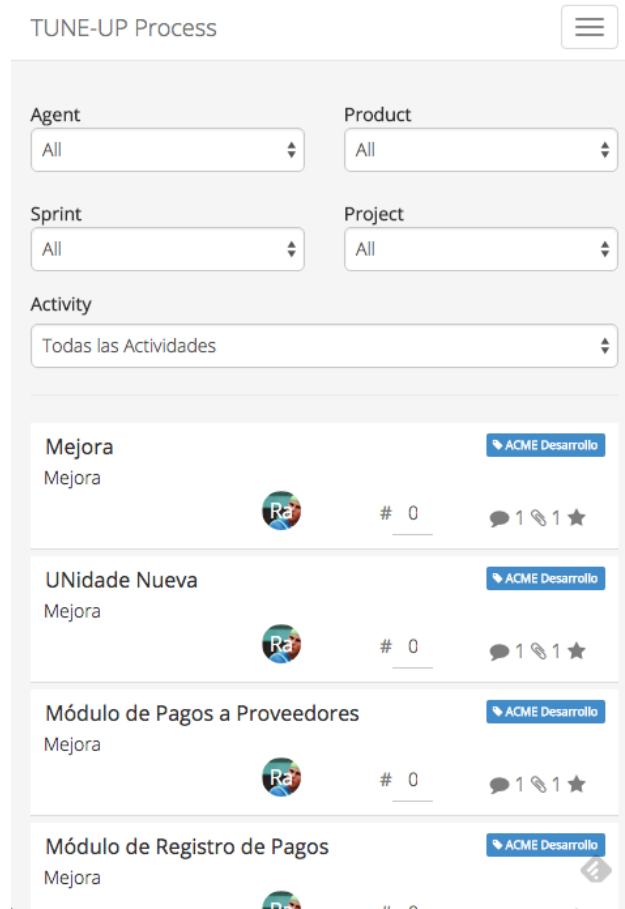 TUNE-UP Process
Agent Product
All All
Sprint Project
All All
Activity
Todas las Actividades
Mejora ACME Desarrollo
Mejora
Ra # 0 1 1
UNidade Nueva ACME Desarrollo
Mejora
Ra # 0 1 1
Módulo de Pagos a Proveedores ACME Desarrollo
Mejora
Ra # 0 1 1
Módulo de Registro de Pagos ACME Desarrollo
Mejora